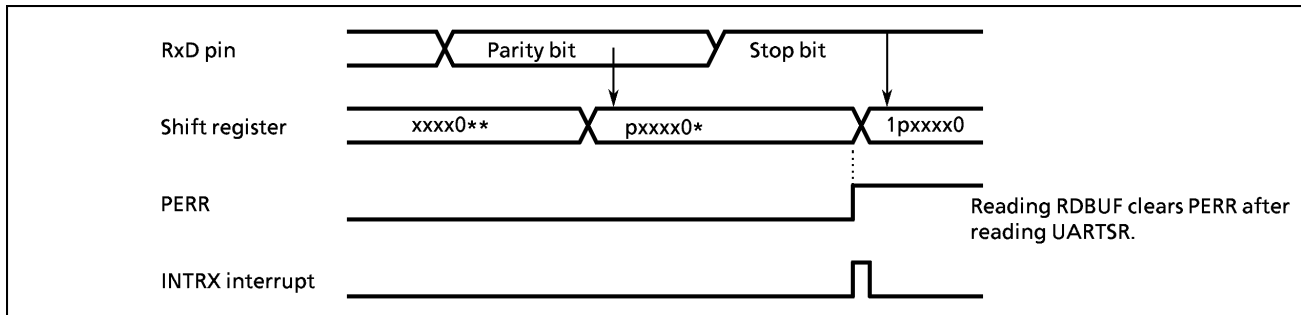 RxD pin Parity bit Stop bit
Shift register xxxx0** pxxxx0* 1pxxxx0
PERR
Reading RDBUF clears PERR after
reading UARTSR.
INTRX interrupt